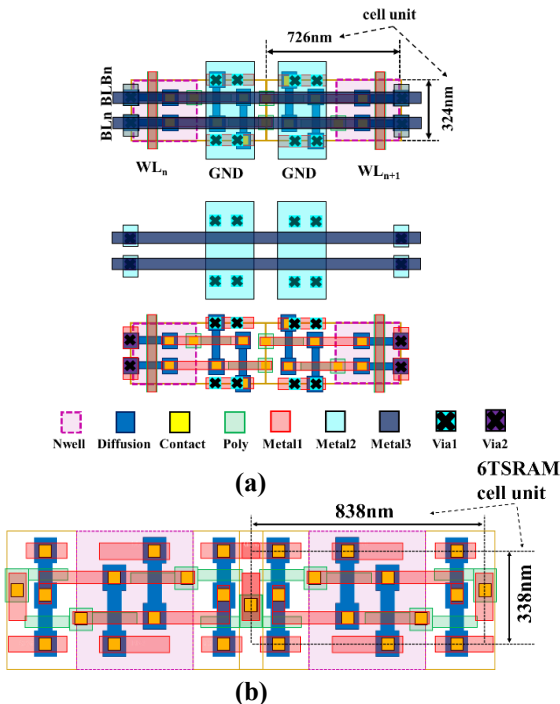 cell unit
726nm
BLn BLBn
324nm
WLn GND GND WLn+1
Nwell Diffusion Contact Poly Metal1 Metal2 Metal3 Via1 Via2
(a)
6TSRAM
cell unit
838nm
338nm
(b)